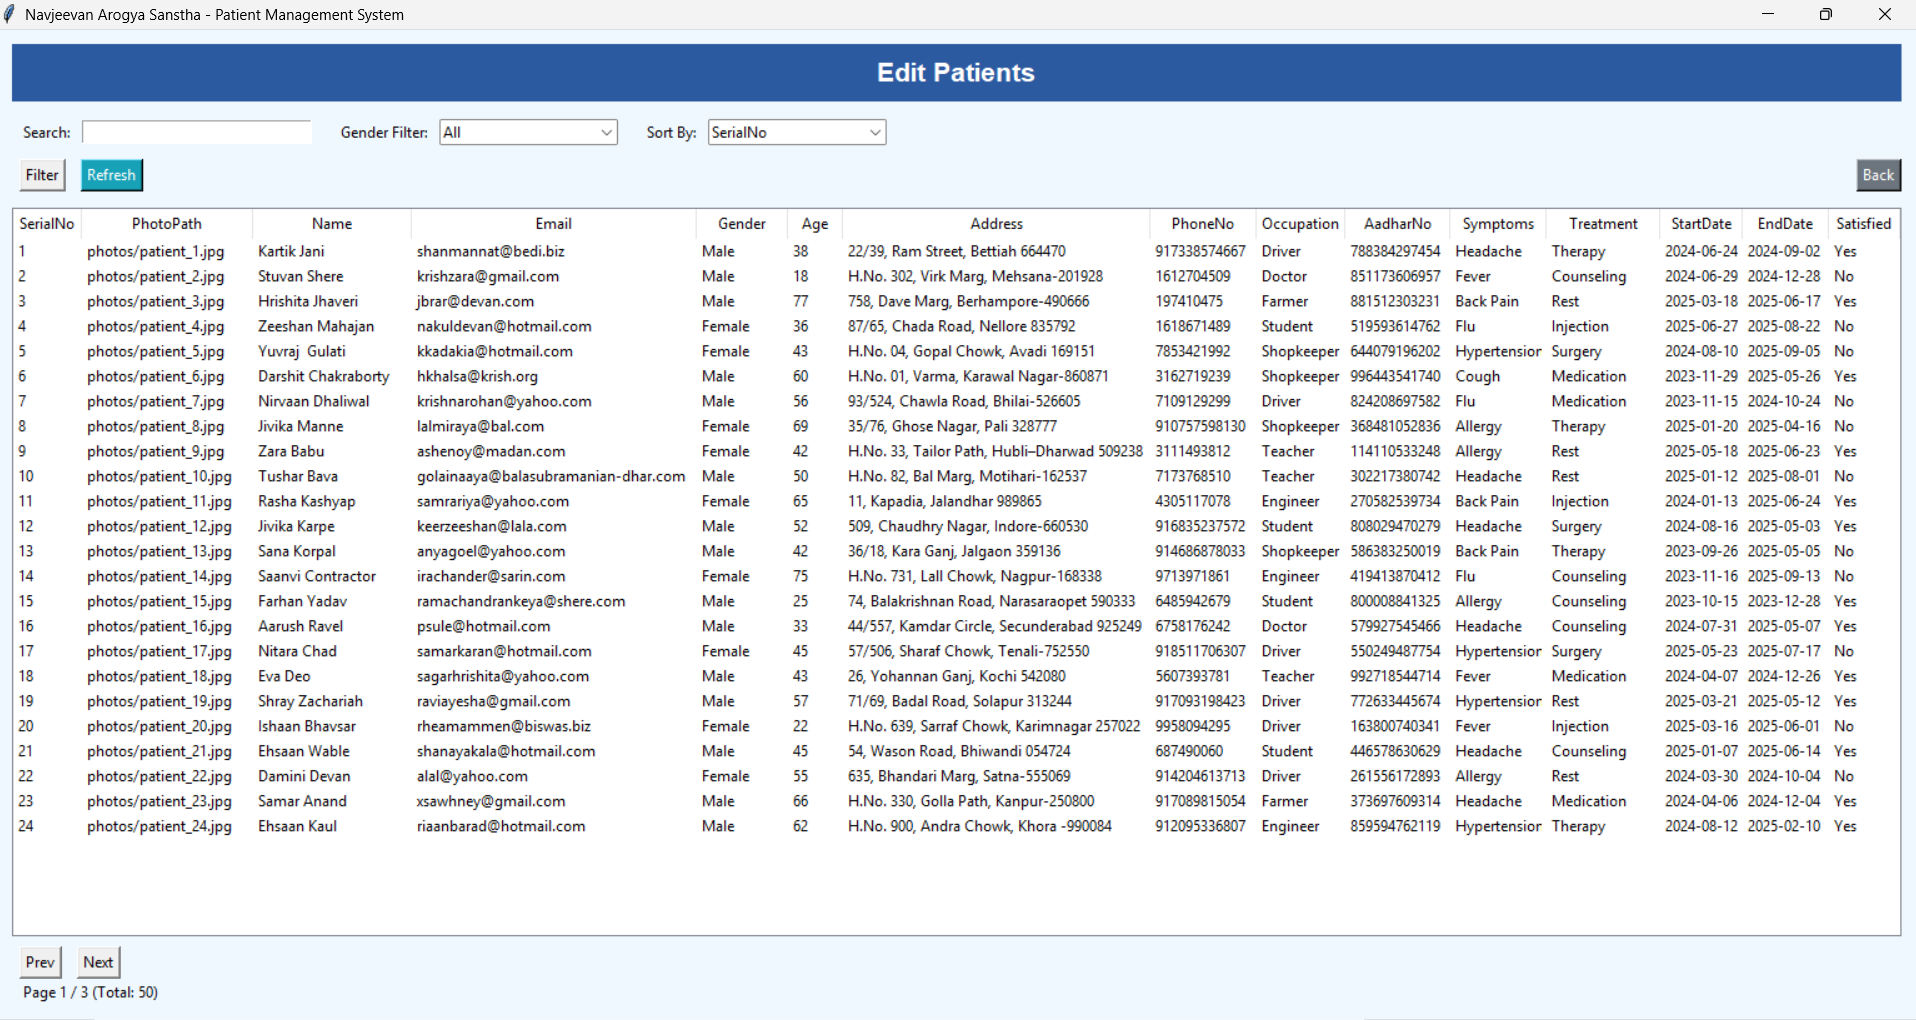 Navjeevan Arogya Sanstha - Patient Management System
Edit Patients
Search: Gender Filter: All Sort By: SerialNo
Filter Refresh Back
SerialNo PhotoPath Name Email Gender Age Address PhoneNo Occupation AadharNo Symptoms Treatment StartDate EndDate Satisfied
1 photos/patient_1.jpg Kartik Jani shanmannat@bedi.biz Male 38 22/39, Ram Street, Bettiah 664470 917338574667 Driver 788384297454 Headache Therapy 2024-06-24 2024-09-02 Yes
2 photos/patient_2.jpg Stuvan Shere krishzara@gmail.com Male 18 H.No. 302, Virk Marg, Mehsana-201928 1612704509 Doctor 851173606957 Fever Counseling 2024-06-29 2024-12-28 No
3 photos/patient_3.jpg Hrishita Jhaveri jbrar@devan.com Male 77 758, Dave Marg, Berhampore-490666 197410475 Farmer 881512303231 Back Pain Rest 2025-03-18 2025-06-17 Yes
4 photos/patient_4.jpg Zeeshan Mahajan nakuldevan@hotmail.com Female 36 87/65, Chada Road, Nellore 835792 1618671489 Student 519593614762 Flu Injection 2025-06-27 2025-08-22 No
5 photos/patient_5.jpg Yuvraj Gulati kkadakia@hotmail.com Female 43 H.No. 04, Gopal Chowk, Avadi 169151 7853421992 Shopkeeper 644079196202 Hypertension Surgery 2024-08-10 2025-09-05 No
6 photos/patient_6.jpg Darshit Chakraborty hkhalsa@krish.org Male 60 H.No. 01, Varma, Karawal Nagar-860871 3162719239 Shopkeeper 996443541740 Cough Medication 2023-11-29 2025-05-26 Yes
7 photos/patient_7.jpg Nirvaan Dhaliwal krishnarohan@yahoo.com Male 56 93/524, Chawla Road, Bhilai-526605 7109129299 Driver 824208697582 Flu Medication 2023-11-15 2024-10-24 No
8 photos/patient_8.jpg Jivika Manne lalmiraya@bal.com Female 69 35/76, Ghose Nagar, Pali 328777 910757598130 Shopkeeper 368481052836 Allergy Therapy 2025-01-20 2025-04-16 No
9 photos/patient_9.jpg Zara Babu ashenoy@madan.com Female 42 H.No. 33, Tailor Path, Hubli–Dharwad 509238 3111493812 Teacher 114110533248 Allergy Rest 2025-05-18 2025-06-23 Yes
10 photos/patient_10.jpg Tushar Bava golainaaya@balasubramanian-dhar.com Male 50 H.No. 82, Bal Marg, Motihari-162537 7173768510 Teacher 302217380742 Headache Rest 2025-01-12 2025-08-01 No
11 photos/patient_11.jpg Rasha Kashyap samrariya@yahoo.com Female 65 11, Kapadia, Jalandhar 989865 4305117078 Engineer 270582539734 Back Pain Injection 2024-01-13 2025-06-24 Yes
12 photos/patient_12.jpg Jivika Karpe keerzeeshan@lala.com Male 52 509, Chaudhry Nagar, Indore-660530 916835237572 Student 808029470279 Headache Surgery 2024-08-16 2025-05-03 Yes
13 photos/patient_13.jpg Sana Korpal anyagoel@yahoo.com Male 42 36/18, Kara Ganj, Jalgaon 359136 914686878033 Shopkeeper 586383250019 Back Pain Therapy 2023-09-26 2025-05-05 No
14 photos/patient_14.jpg Saanvi Contractor irachander@sarin.com Female 75 H.No. 731, Lall Chowk, Nagpur-168338 9713971861 Engineer 419413870412 Flu Counseling 2023-11-16 2025-09-13 No
15 photos/patient_15.jpg Farhan Yadav ramachandrankeya@shere.com Male 25 74, Balakrishnan Road, Narasaraopet 590333 6485942679 Student 800008841325 Allergy Counseling 2023-10-15 2023-12-28 Yes
16 photos/patient_16.jpg Aarush Ravel psule@hotmail.com Male 33 44/557, Kamdar Circle, Secunderabad 925249 6758176242 Doctor 579927545466 Headache Counseling 2024-07-31 2025-05-07 Yes
17 photos/patient_17.jpg Nitara Chad samarkaran@hotmail.com Female 45 57/506, Sharaf Chowk, Tenali-752550 918511706307 Driver 550249487754 Hypertension Surgery 2025-05-23 2025-07-17 No
18 photos/patient_18.jpg Eva Deo sagarhrishita@yahoo.com Male 43 26, Yohannan Ganj, Kochi 542080 5607393781 Teacher 992718544714 Fever Medication 2024-04-07 2024-12-26 Yes
19 photos/patient_19.jpg Shray Zachariah raviayesha@gmail.com Male 57 71/69, Badal Road, Solapur 313244 917093198423 Driver 772633445674 Hypertension Rest 2025-03-21 2025-05-12 Yes
20 photos/patient_20.jpg Ishaan Bhavsar rheamammen@biswas.biz Female 22 H.No. 639, Sarraf Chowk, Karimnagar 257022 9958094295 Driver 163800740341 Fever Injection 2025-03-16 2025-06-01 No
21 photos/patient_21.jpg Ehsaan Wable shanayakala@hotmail.com Male 45 54, Wason Road, Bhiwandi 054724 687490060 Student 446578630629 Headache Counseling 2025-01-07 2025-06-14 Yes
22 photos/patient_22.jpg Damini Devan alal@yahoo.com Female 55 635, Bhandari Marg, Satna-555069 914204613713 Driver 261556172893 Allergy Rest 2024-03-30 2024-10-04 No
23 photos/patient_23.jpg Samar Anand xsawhney@gmail.com Male 66 H.No. 330, Golla Path, Kanpur-250800 917089815054 Farmer 373697609314 Headache Medication 2024-04-06 2024-12-04 Yes
24 photos/patient_24.jpg Ehsaan Kaul riaanbarad@hotmail.com Male 62 H.No. 900, Andra Chowk, Khora -990084 912095336807 Engineer 859594762119 Hypertension Therapy 2024-08-12 2025-02-10 Yes
Prev Next
Page 1 / 3 (Total: 50)